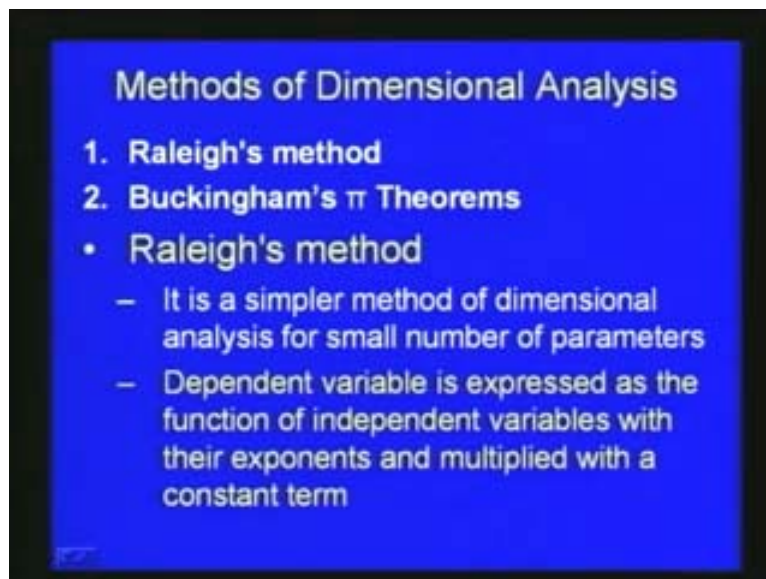 Methods of Dimensional Analysis
1. Raleigh's method
2. Buckingham's π Theorems
• Raleigh's method
– It is a simpler method of dimensional
analysis for small number of parameters
– Dependent variable is expressed as the
function of independent variables with
their exponents and multiplied with a
constant term